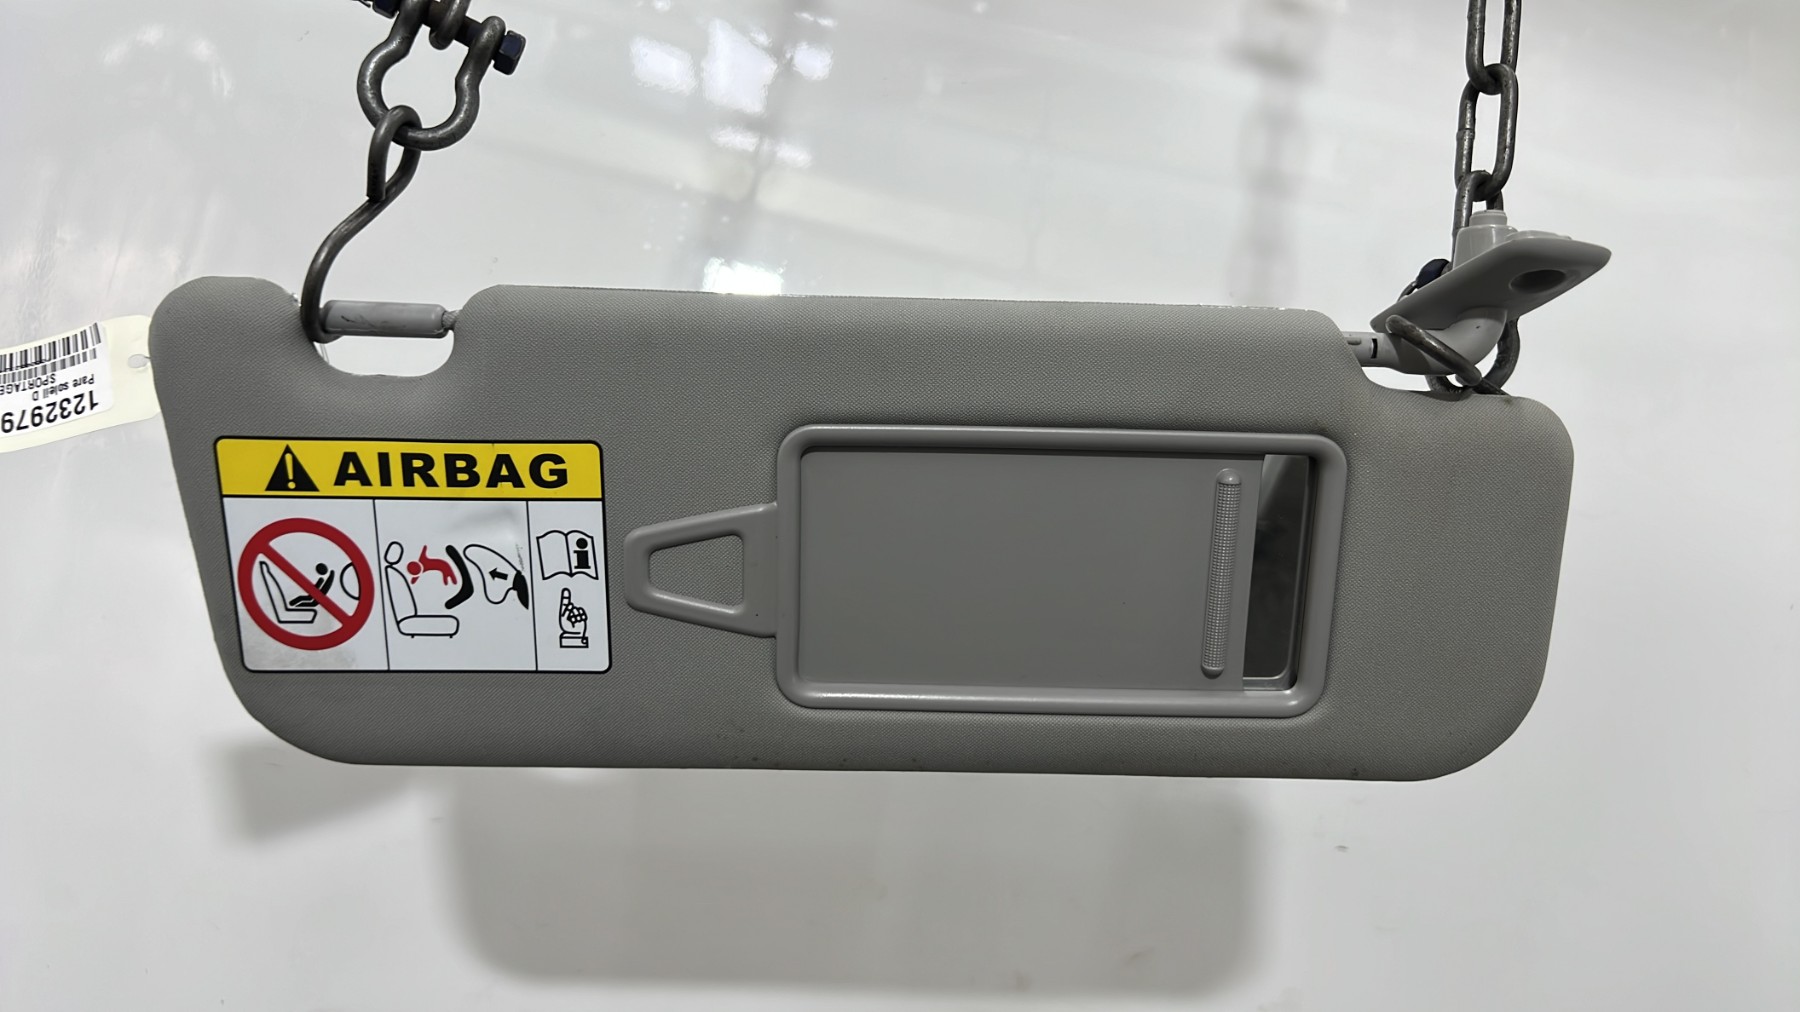 AIRBAG
1232979
Pare soleil D
SPORTAGE